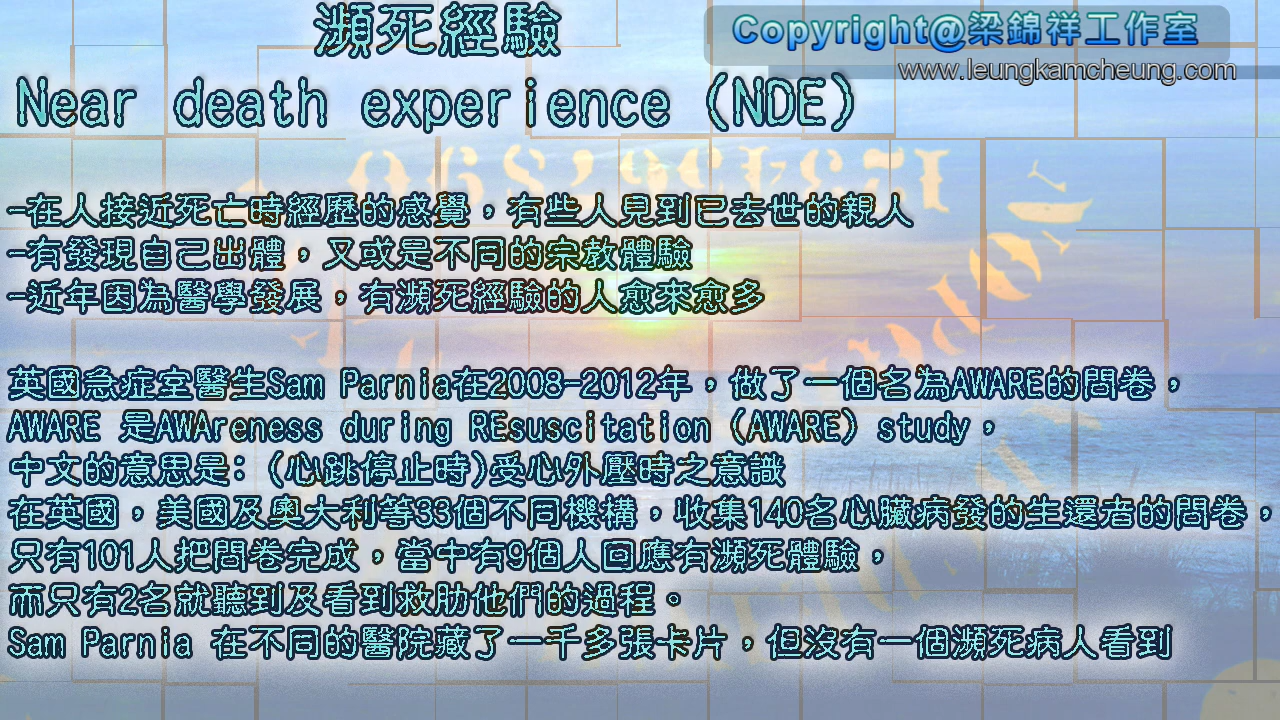 瀕死經驗
Copyright@梁錦祥工作室
www.leungkamcheung.com
Near death experience (NDE)
-在人接近死亡時經歷的感覺，有些人見到已去世的親人
-有發現自己出體，又或是不同的宗教體驗
-近年因為醫學發展，有瀕死經驗的人愈來愈多
英國急症室醫生Sam Parnia在2008-2012年，做了一個名為AWARE的問卷，
AWARE 是AWAreness during REsuscitation (AWARE) study，
中文的意思是: (心跳停止時)受心外壓時之意識
在英國，美國及奧大利等33個不同機構，收集140名心臟病發的生還者的問卷，
只有101人把問卷完成，當中有9個人回應有瀕死體驗，
而只有2名就聽到及看到救肋他們的過程。
Sam Parnia 在不同的醫院藏了一千多張卡片，但沒有一個瀕死病人看到